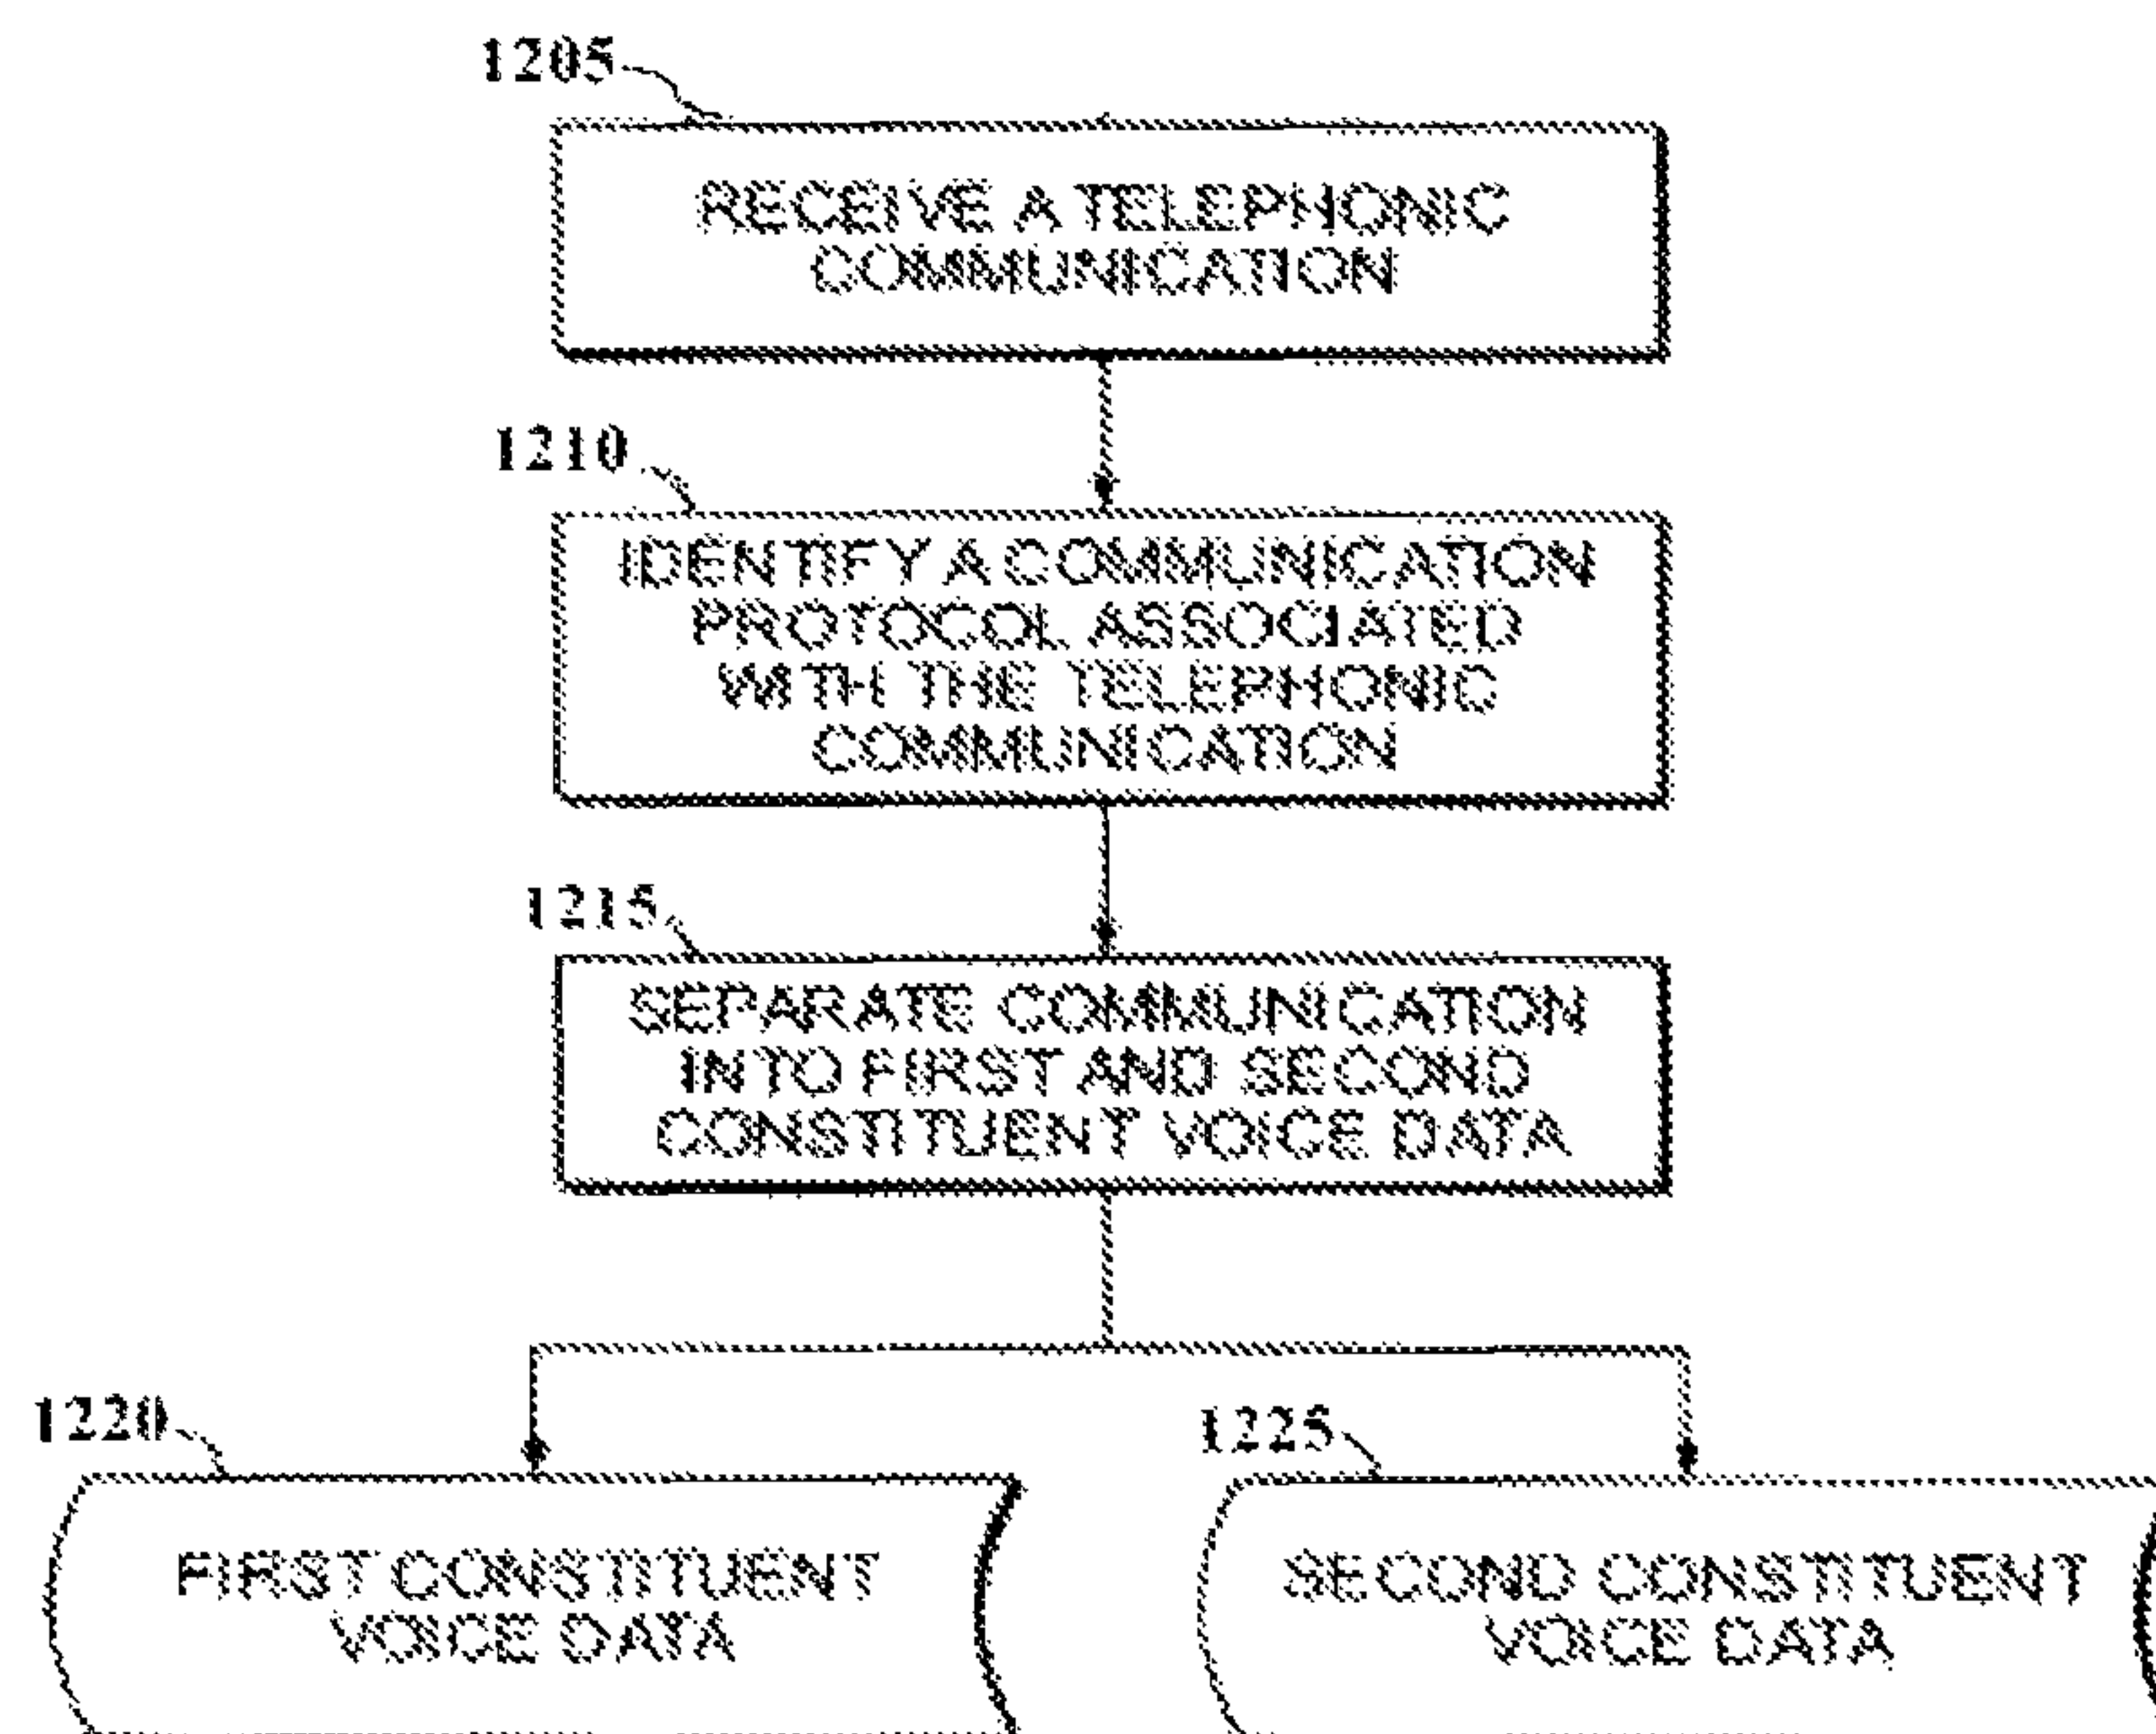 1205
RECEIVE A TELEPHONIC
COMMUNICATION
1210
IDENTIFY A COMMUNICATION
PROTOCOL ASSOCIATED
WITH THE TELEPHONIC
COMMUNICATION
1215
SEPARATE COMMUNICATION
INTO FIRST AND SECOND
CONSTITUENT VOICE DATA
1220
FIRST CONSTITUENT
VOICE DATA
1225
SECOND CONSTITUENT
VOICE DATA